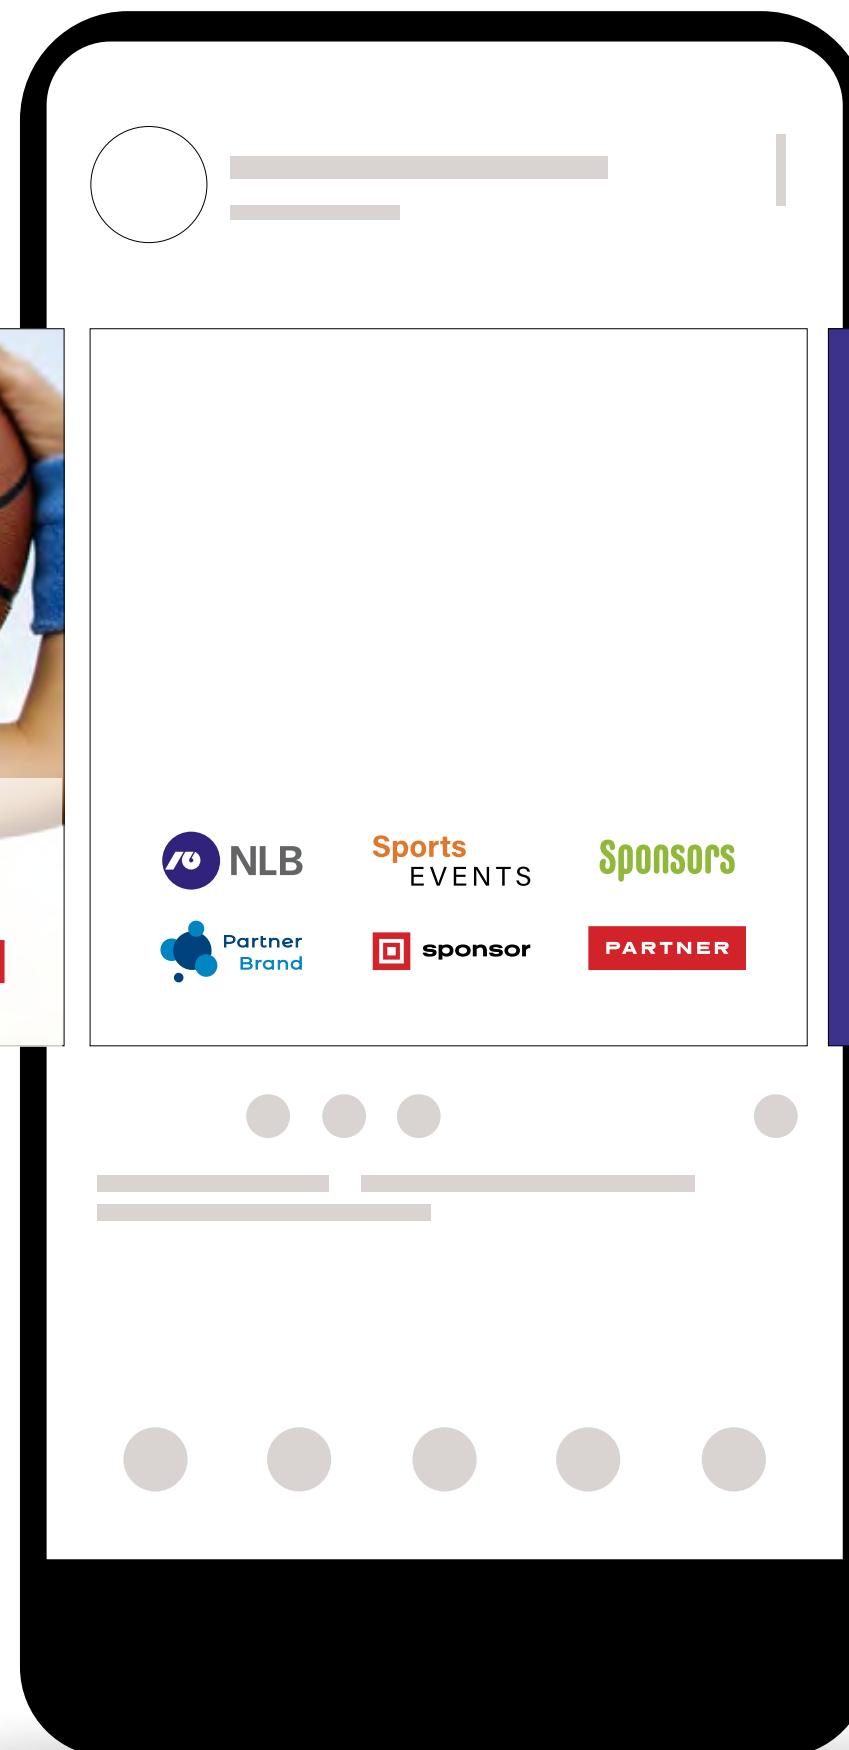 NLB
Sports
EVENTS
Sponsors
Partner
Brand
sponsor
PARTNER